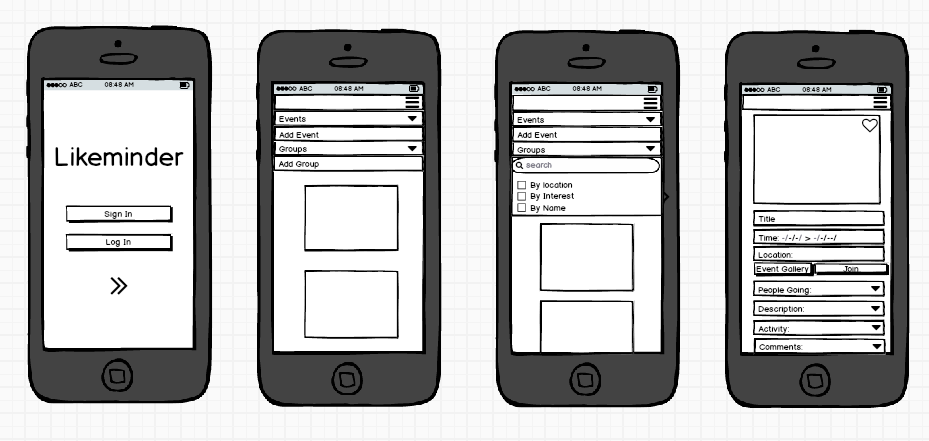 ABC 08:48 AM
Likeminder
Sign In
Log In
ABC 08:48 AM
Events
Add Event
Groups
Add Group
ABC 08:48 AM
Events
Add Event
Groups
search
By location
By Interest
By Name
ABC 08:48 AM
Title
Time: -/-/-/ > -/-/--/
Location:
Event Gallery Join
People Going:
Description:
Activity:
Comments: